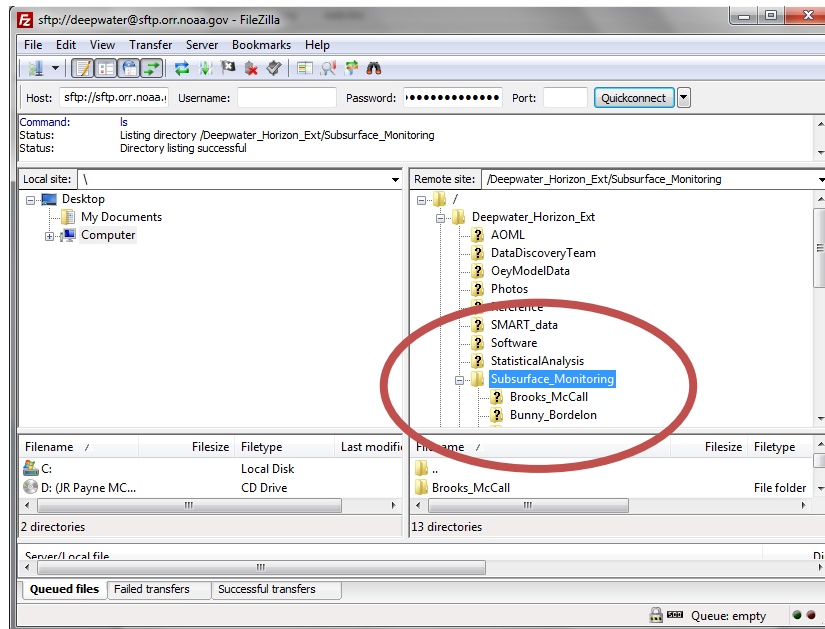 sftp://deepwater@sftp.orr.noaa.gov - FileZilla
File Edit View Transfer Server Bookmarks Help
Host: sftp://sftp.orr.noaa. Username: Password: •••••••••••••• Port: Quickconnect
Command: ls
Status: Listing directory /Deepwater_Horizon_Ext/Subsurface_Monitoring
Status: Directory listing successful
Local site: \
Desktop
My Documents
Computer
Remote site: /Deepwater_Horizon_Ext/Subsurface_Monitoring
/
Deepwater_Horizon_Ext
AOML
DataDiscoveryTeam
OeyModelData
Photos
Reference
SMART_data
Software
StatisticalAnalysis
Subsurface_Monitoring
Brooks_McCall
Bunny_Bordelon
Filename / Filesize Filetype Last modifi
C: Local Disk
D: (JR Payne MC... CD Drive
2 directories
Filename / Filesize Filetype
..
Brooks_McCall File folder
13 directories
Server/Local file Di
Queued files Failed transfers Successful transfers
Queue: empty